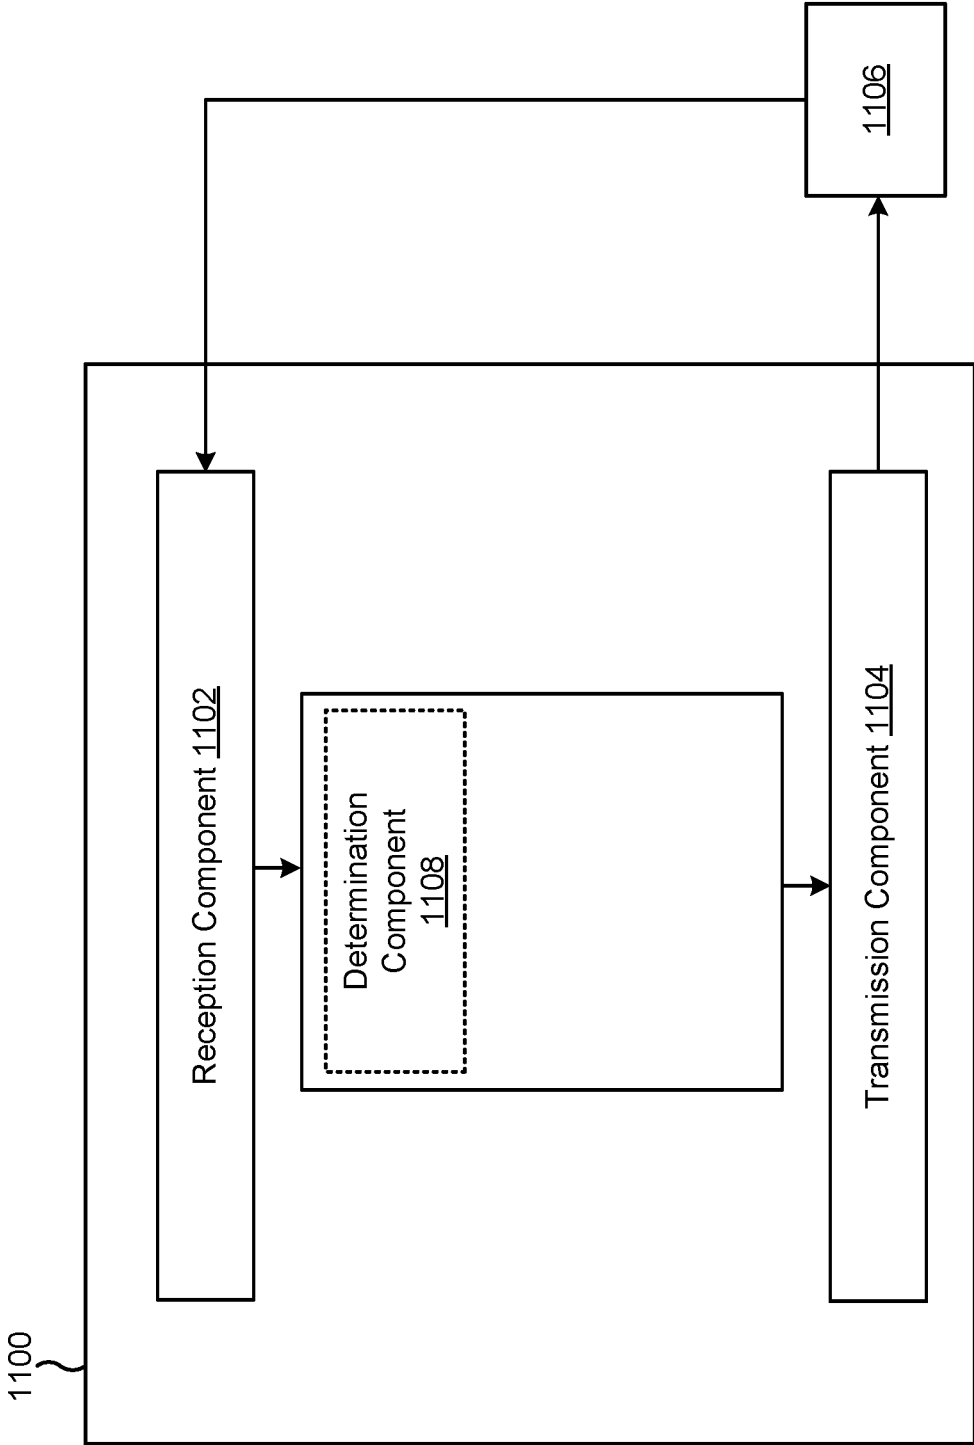 1100
Reception Component 1102
Determination
Component
1108
Transmission Component 1104
1106